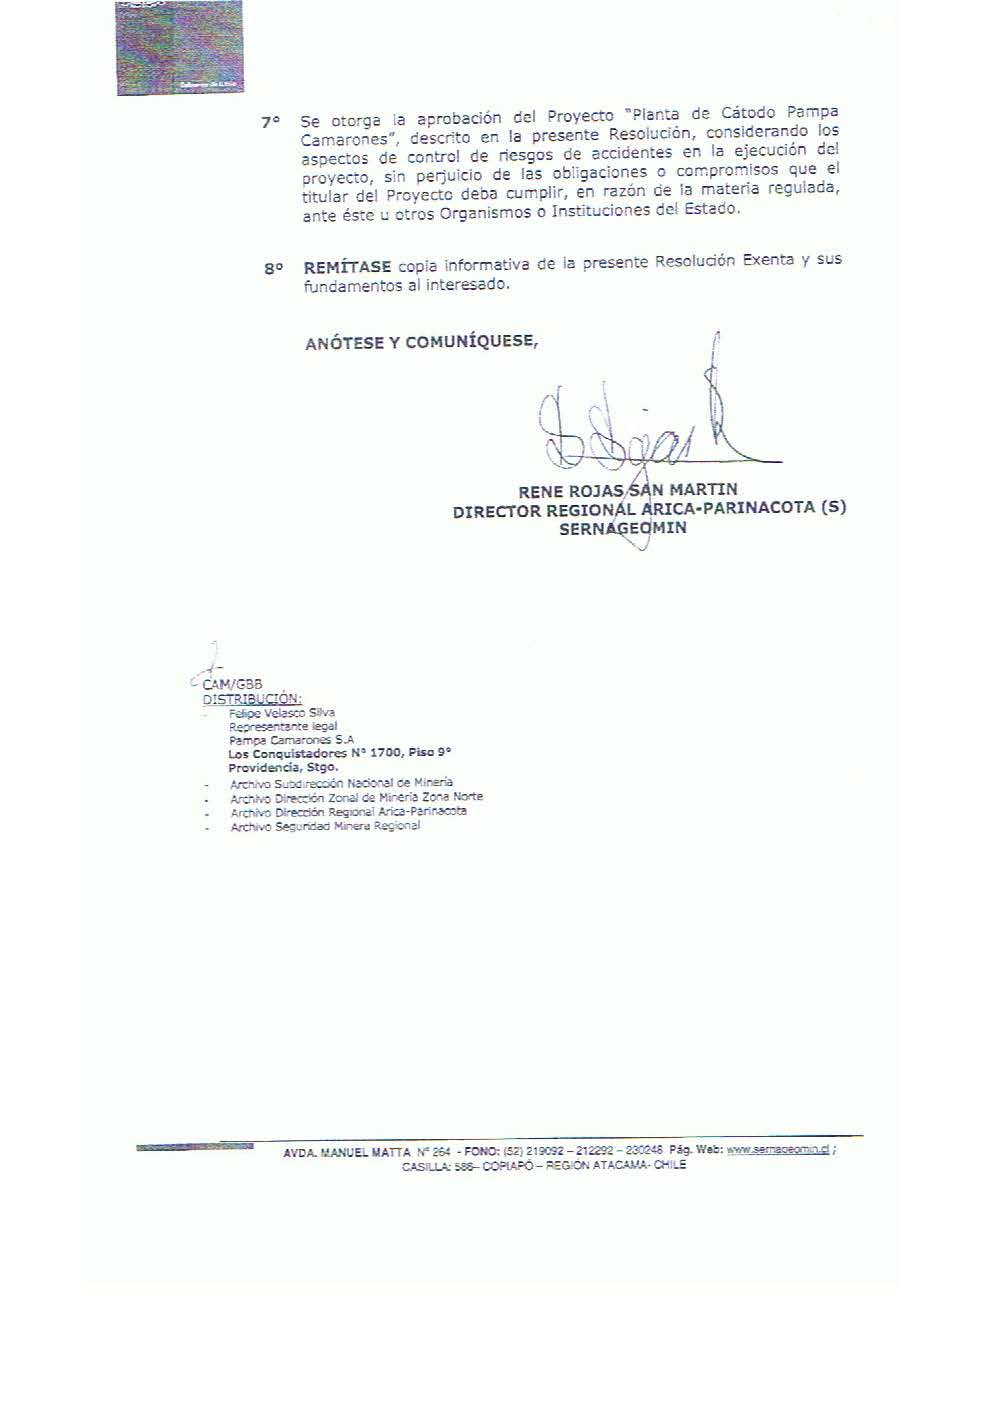 Gobierno de Chile
7° Se otorga la aprobación del Proyecto "Planta de Cátodo Pampa
Camarones", descrito en la presente Resolución, considerando los
aspectos de control de riesgos de accidentes en la ejecución del
proyecto, sin perjuicio de las obligaciones o compromisos que el
titular del Proyecto deba cumplir, en razón de la materia regulada,
ante éste u otros Organismos o Instituciones del Estado.
8° REMÍTASE copia informativa de la presente Resolución Exenta y sus
fundamentos al interesado.
ANÓTESE Y COMUNÍQUESE,
RENE ROJAS SAN MARTIN
DIRECTOR REGIONAL ARICA-PARINACOTA (S)
SERNAGEOMIN
CAM/GBB
DISTRIBUCIÓN:
- Felipe Velasco Silva
Representante legal
Pampa Camarones S.A
Los Conquistadores N° 1700, Piso 9°
Providencia, Stgo.
- Archivo Subdirección Nacional de Minería
- Archivo Dirección Zonal de Minería Zona Norte
- Archivo Dirección Regional Arica-Parinacota
- Archivo Seguridad Minera Regional
AVDA. MANUEL MATTA N° 264 - FONO: (52) 219092 – 212292 – 230248 Pág. Web: www.sernageomin.cl ;
CASILLA: 586– COPIAPÓ – REGIÓN ATACAMA- CHILE